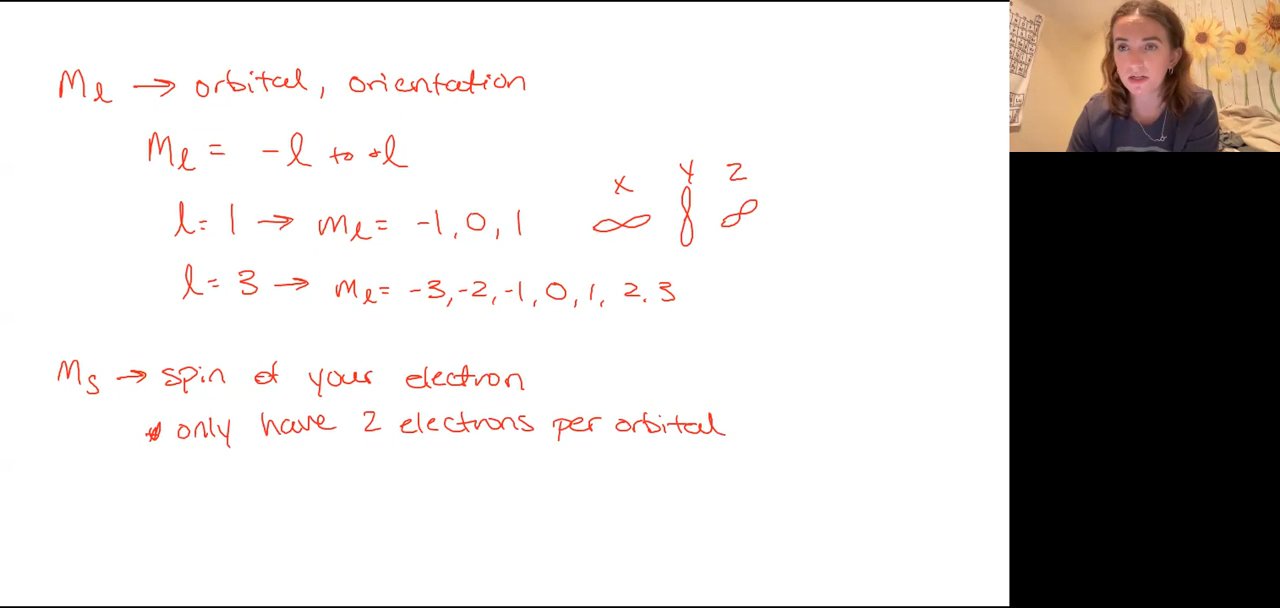 Ml → orbital, orientation
Ml = -l to +l
x y z
l = 1 → ml = -1, 0, 1
l = 3 → ml = -3, -2, -1, 0, 1, 2, 3
Ms → spin of your electron
* only have 2 electrons per orbital